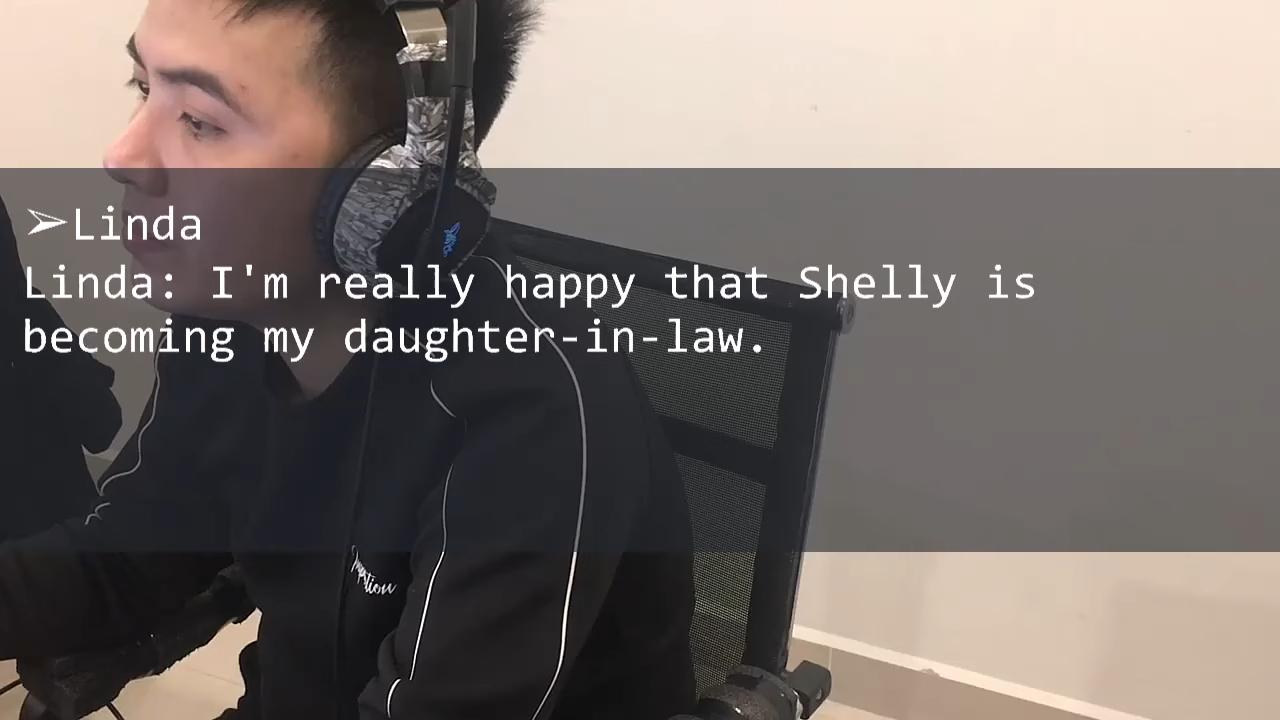 ➢Linda
Linda: I'm really happy that Shelly is
becoming my daughter-in-law.